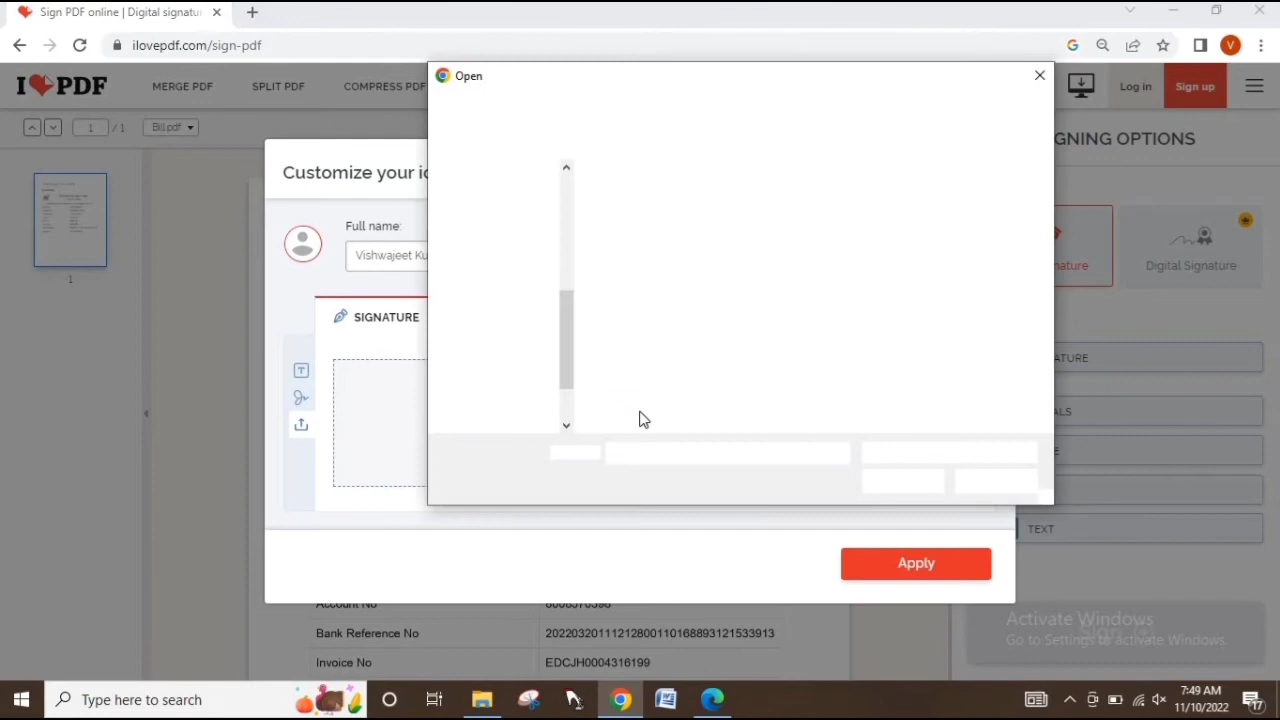 Sign PDF online | Digital signatu
ilovepdf.com/sign-pdf
V
I PDF
MERGE PDF
SPLIT PDF
COMPRESS PDF
Log in
Sign up
Open
1 / 1
Bill.pdf
GNING OPTIONS
Customize your
Full name:
Vishwajeet Ku
nature
Digital Signature
SIGNATURE
T
ATURE
ALS
E
TEXT
1
Apply
Account No
Bank Reference No
20220320111212800110168893121533913
Invoice No
EDCJH0004316199
Activate Windows
Go to Settings to activate Windows.
Type here to search
7:49 AM
11/10/2022
17